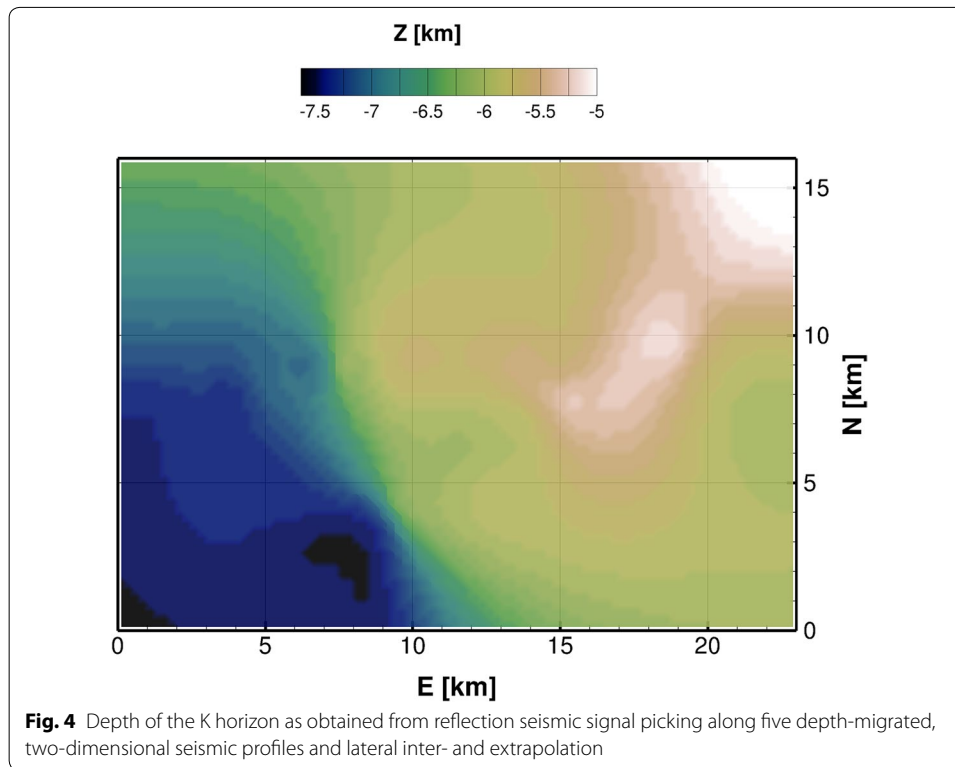 Z [km]
-7.5 -7 -6.5 -6 -5.5 -5
15
10
5
0
N [km]
0 5 10 15 20
E [km]
Fig. 4 Depth of the K horizon as obtained from reflection seismic signal picking along five depth-migrated,
two-dimensional seismic profiles and lateral inter- and extrapolation